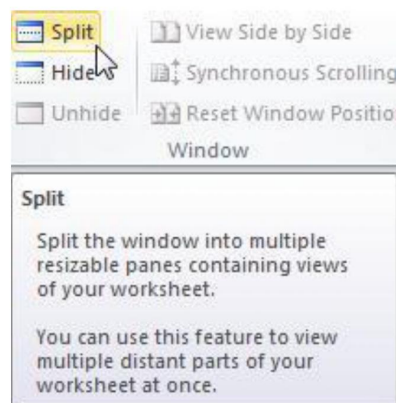 Split
View Side by Side
Hide
Synchronous Scrolling
Unhide
Reset Window Positio
Window
Split
Split the window into multiple
resizable panes containing views
of your worksheet.
You can use this feature to view
multiple distant parts of your
worksheet at once.